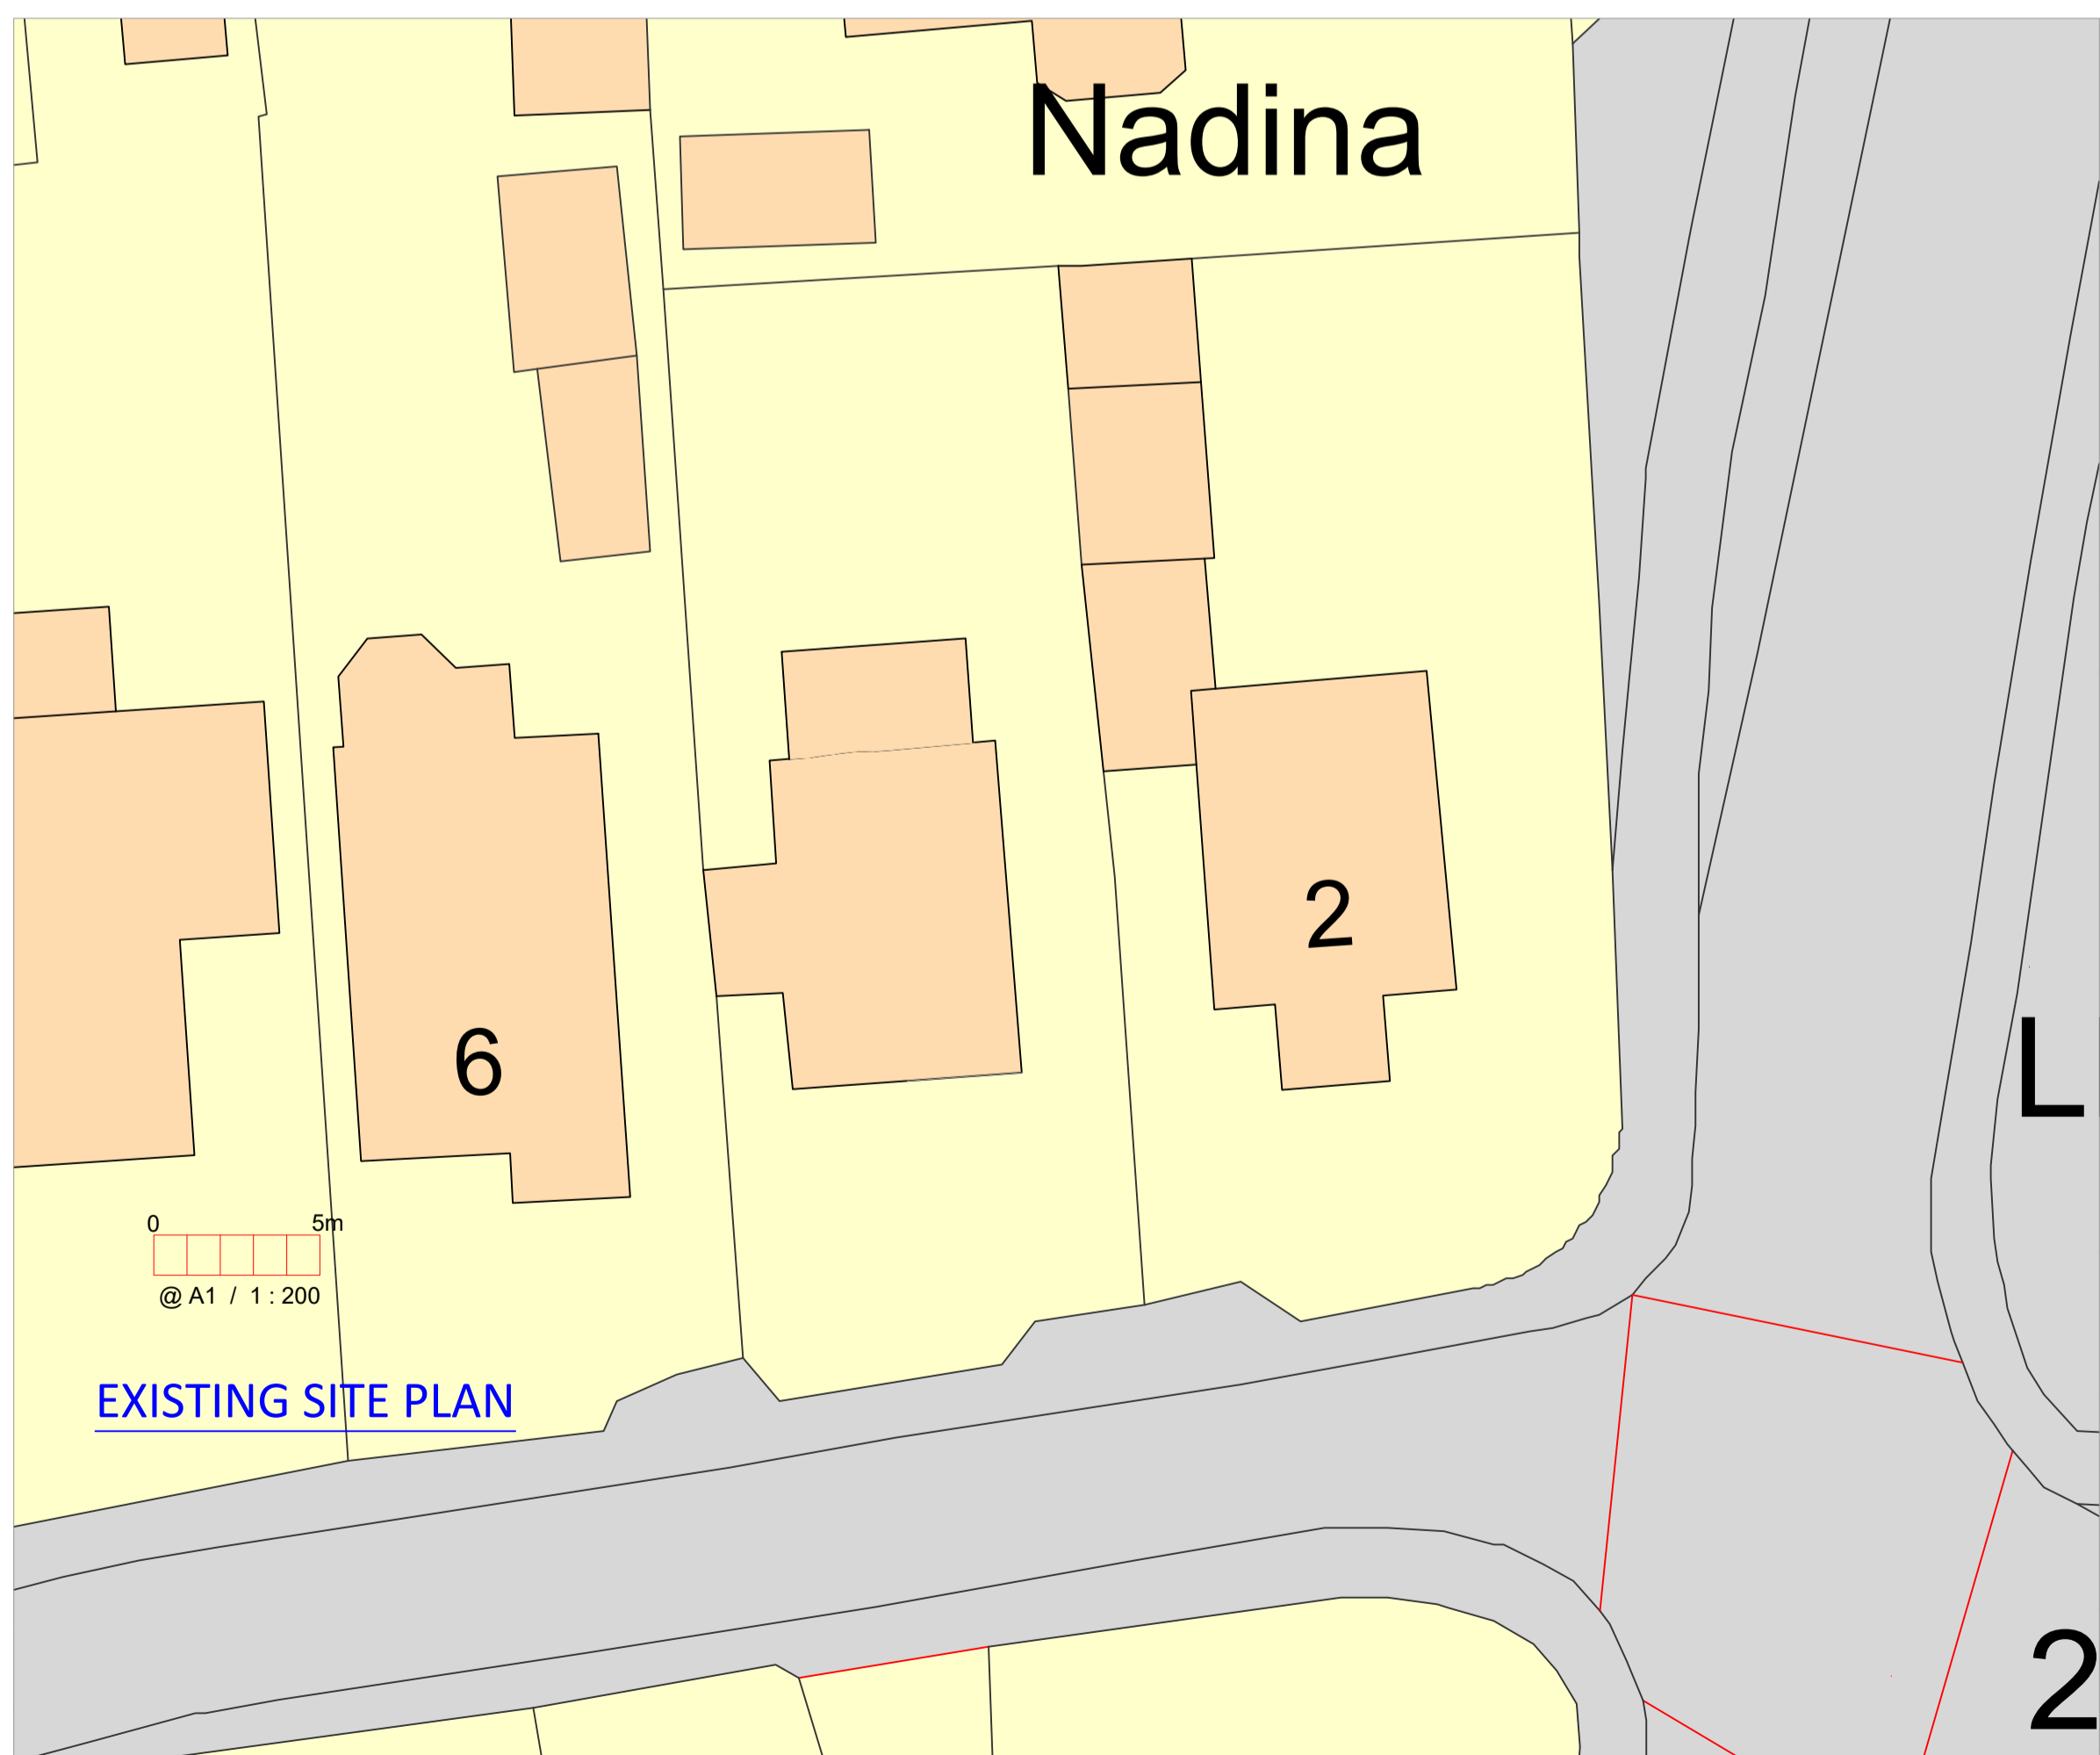 Nadina
2
6
L
0 5m
@ A1 / 1 : 200
EXISTING SITE PLAN
2